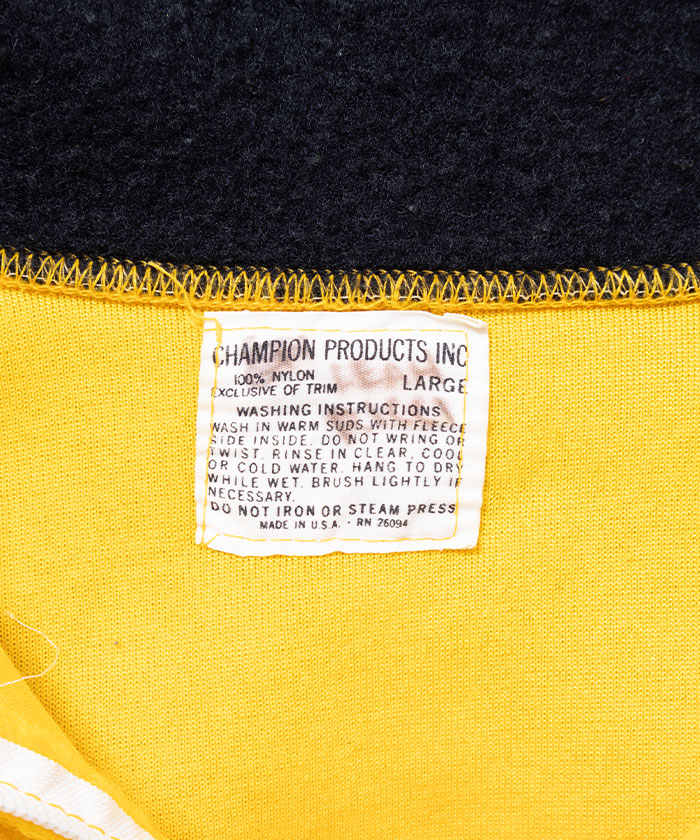 CHAMPION PRODUCTS INC
100% NYLON
EXCLUSIVE OF TRIM LARGE
WASHING INSTRUCTIONS
WASH IN WARM SUDS WITH FLEECE
SIDE INSIDE. DO NOT WRING OR
TWIST. RINSE IN CLEAR, COOL
OR COLD WATER. HANG TO DRY
WHILE WET. BRUSH LIGHTLY IF
NECESSARY.
DO NOT IRON OR STEAM PRESS
MADE IN U.S.A. - RN 26094